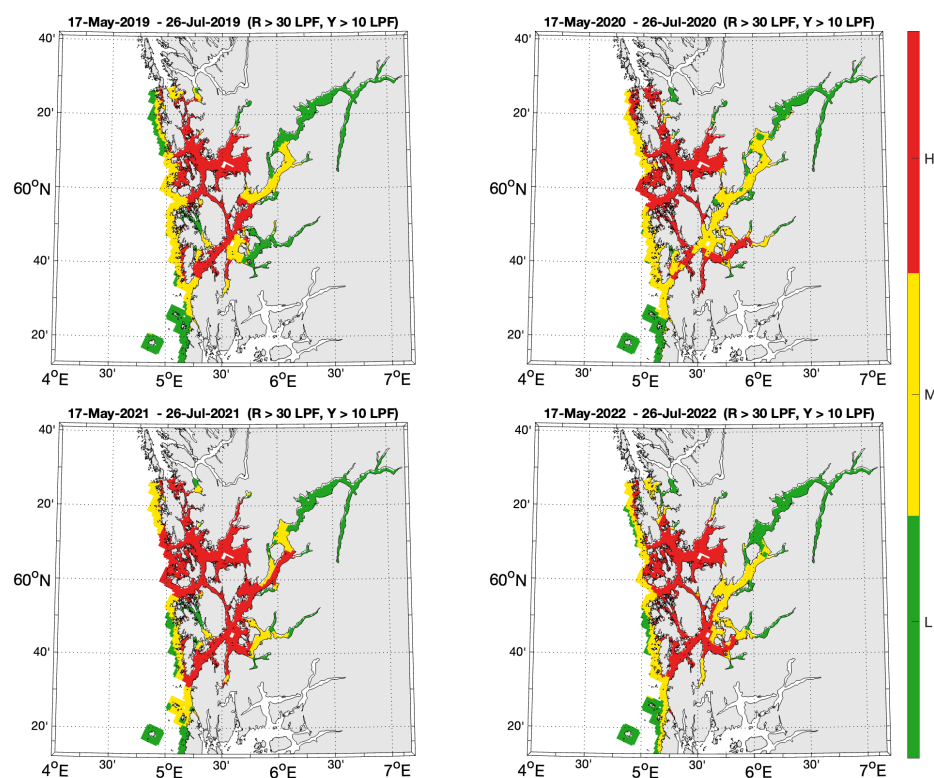 17-May-2019 - 26-Jul-2019 (R > 30 LPF, Y > 10 LPF)
40'
20'
60°N
40'
20'
4°E 30' 5°E 30' 6°E 30' 7°E
17-May-2020 - 26-Jul-2020 (R > 30 LPF, Y > 10 LPF)
40'
20'
60°N
40'
20'
4°E 30' 5°E 30' 6°E 30' 7°E
17-May-2021 - 26-Jul-2021 (R > 30 LPF, Y > 10 LPF)
40'
20'
60°N
40'
20'
4°E 30' 5°E 30' 6°E 30' 7°E
17-May-2022 - 26-Jul-2022 (R > 30 LPF, Y > 10 LPF)
40'
20'
60°N
40'
20'
4°E 30' 5°E 30' 6°E 30' 7°E
H
M
L